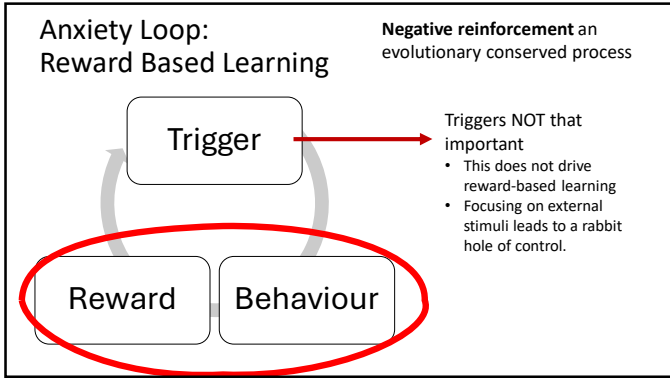 Anxiety Loop:
Reward Based Learning
Negative reinforcement an
evolutionary conserved process
Trigger
Triggers NOT that
important
• This does not drive
reward-based learning
• Focusing on external
stimuli leads to a rabbit
hole of control.
Reward
Behaviour